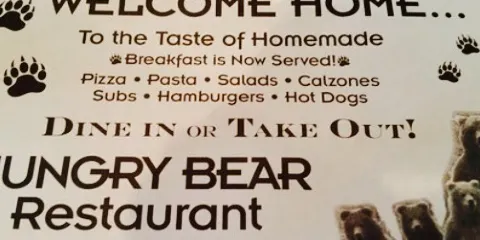 WELCOME HOME...
To the Taste of Homemade
Breakfast is Now Served!
Pizza • Pasta • Salads • Calzones
Subs • Hamburgers • Hot Dogs
DINE IN OR TAKE OUT!
HUNGRY BEAR
Restaurant